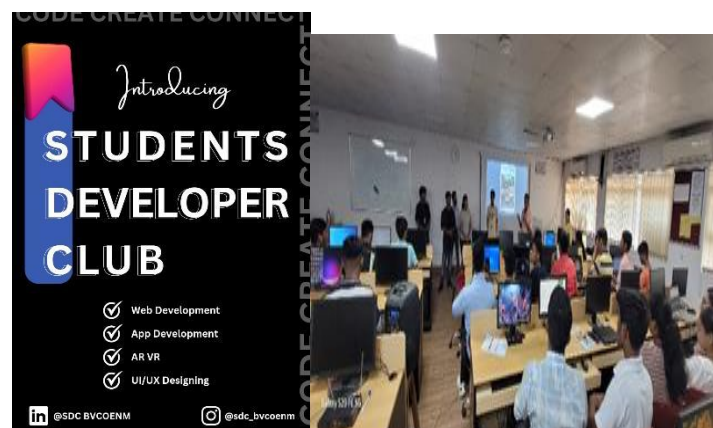 CODE CREATE CONNECT
Introducing
STUDENTS
DEVELOPER
CLUB
Web Development
App Development
AR VR
UI/UX Designing
in @SDC BVCOENM
@sdc_bvcoenm
CODE CREATE CONNECT